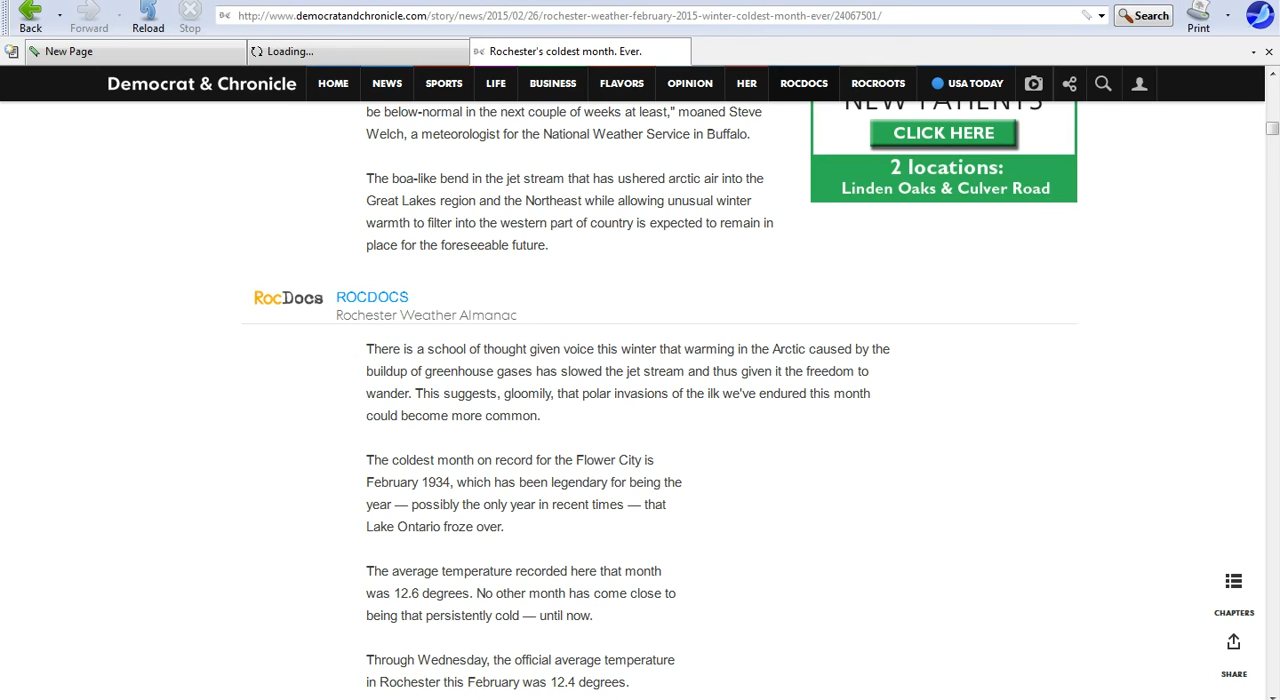 http://www.democratandchronicle.com/story/news/2015/02/26/rochester-weather-february-2015-winter-coldest-month-ever/24067501/
Search
Back
Forward
Reload
Stop
Print
New Page
Loading...
Rochester's coldest month. Ever.
Democrat & Chronicle
HOME
NEWS
SPORTS
LIFE
BUSINESS
FLAVORS
OPINION
HER
ROCDOCS
ROCROOTS
USA TODAY
be below-normal in the next couple of weeks at least," moaned Steve
Welch, a meteorologist for the National Weather Service in Buffalo.
NEW PATIENTS
CLICK HERE
2 locations:
Linden Oaks & Culver Road
The boa-like bend in the jet stream that has ushered arctic air into the
Great Lakes region and the Northeast while allowing unusual winter
warmth to filter into the western part of country is expected to remain in
place for the foreseeable future.
RocDocs
ROCDOCS
Rochester Weather Almanac
There is a school of thought given voice this winter that warming in the Arctic caused by the
buildup of greenhouse gases has slowed the jet stream and thus given it the freedom to
wander. This suggests, gloomily, that polar invasions of the ilk we've endured this month
could become more common.
The coldest month on record for the Flower City is
February 1934, which has been legendary for being the
year — possibly the only year in recent times — that
Lake Ontario froze over.
The average temperature recorded here that month
was 12.6 degrees. No other month has come close to
being that persistently cold — until now.
Through Wednesday, the official average temperature
in Rochester this February was 12.4 degrees.
CHAPTERS
SHARE